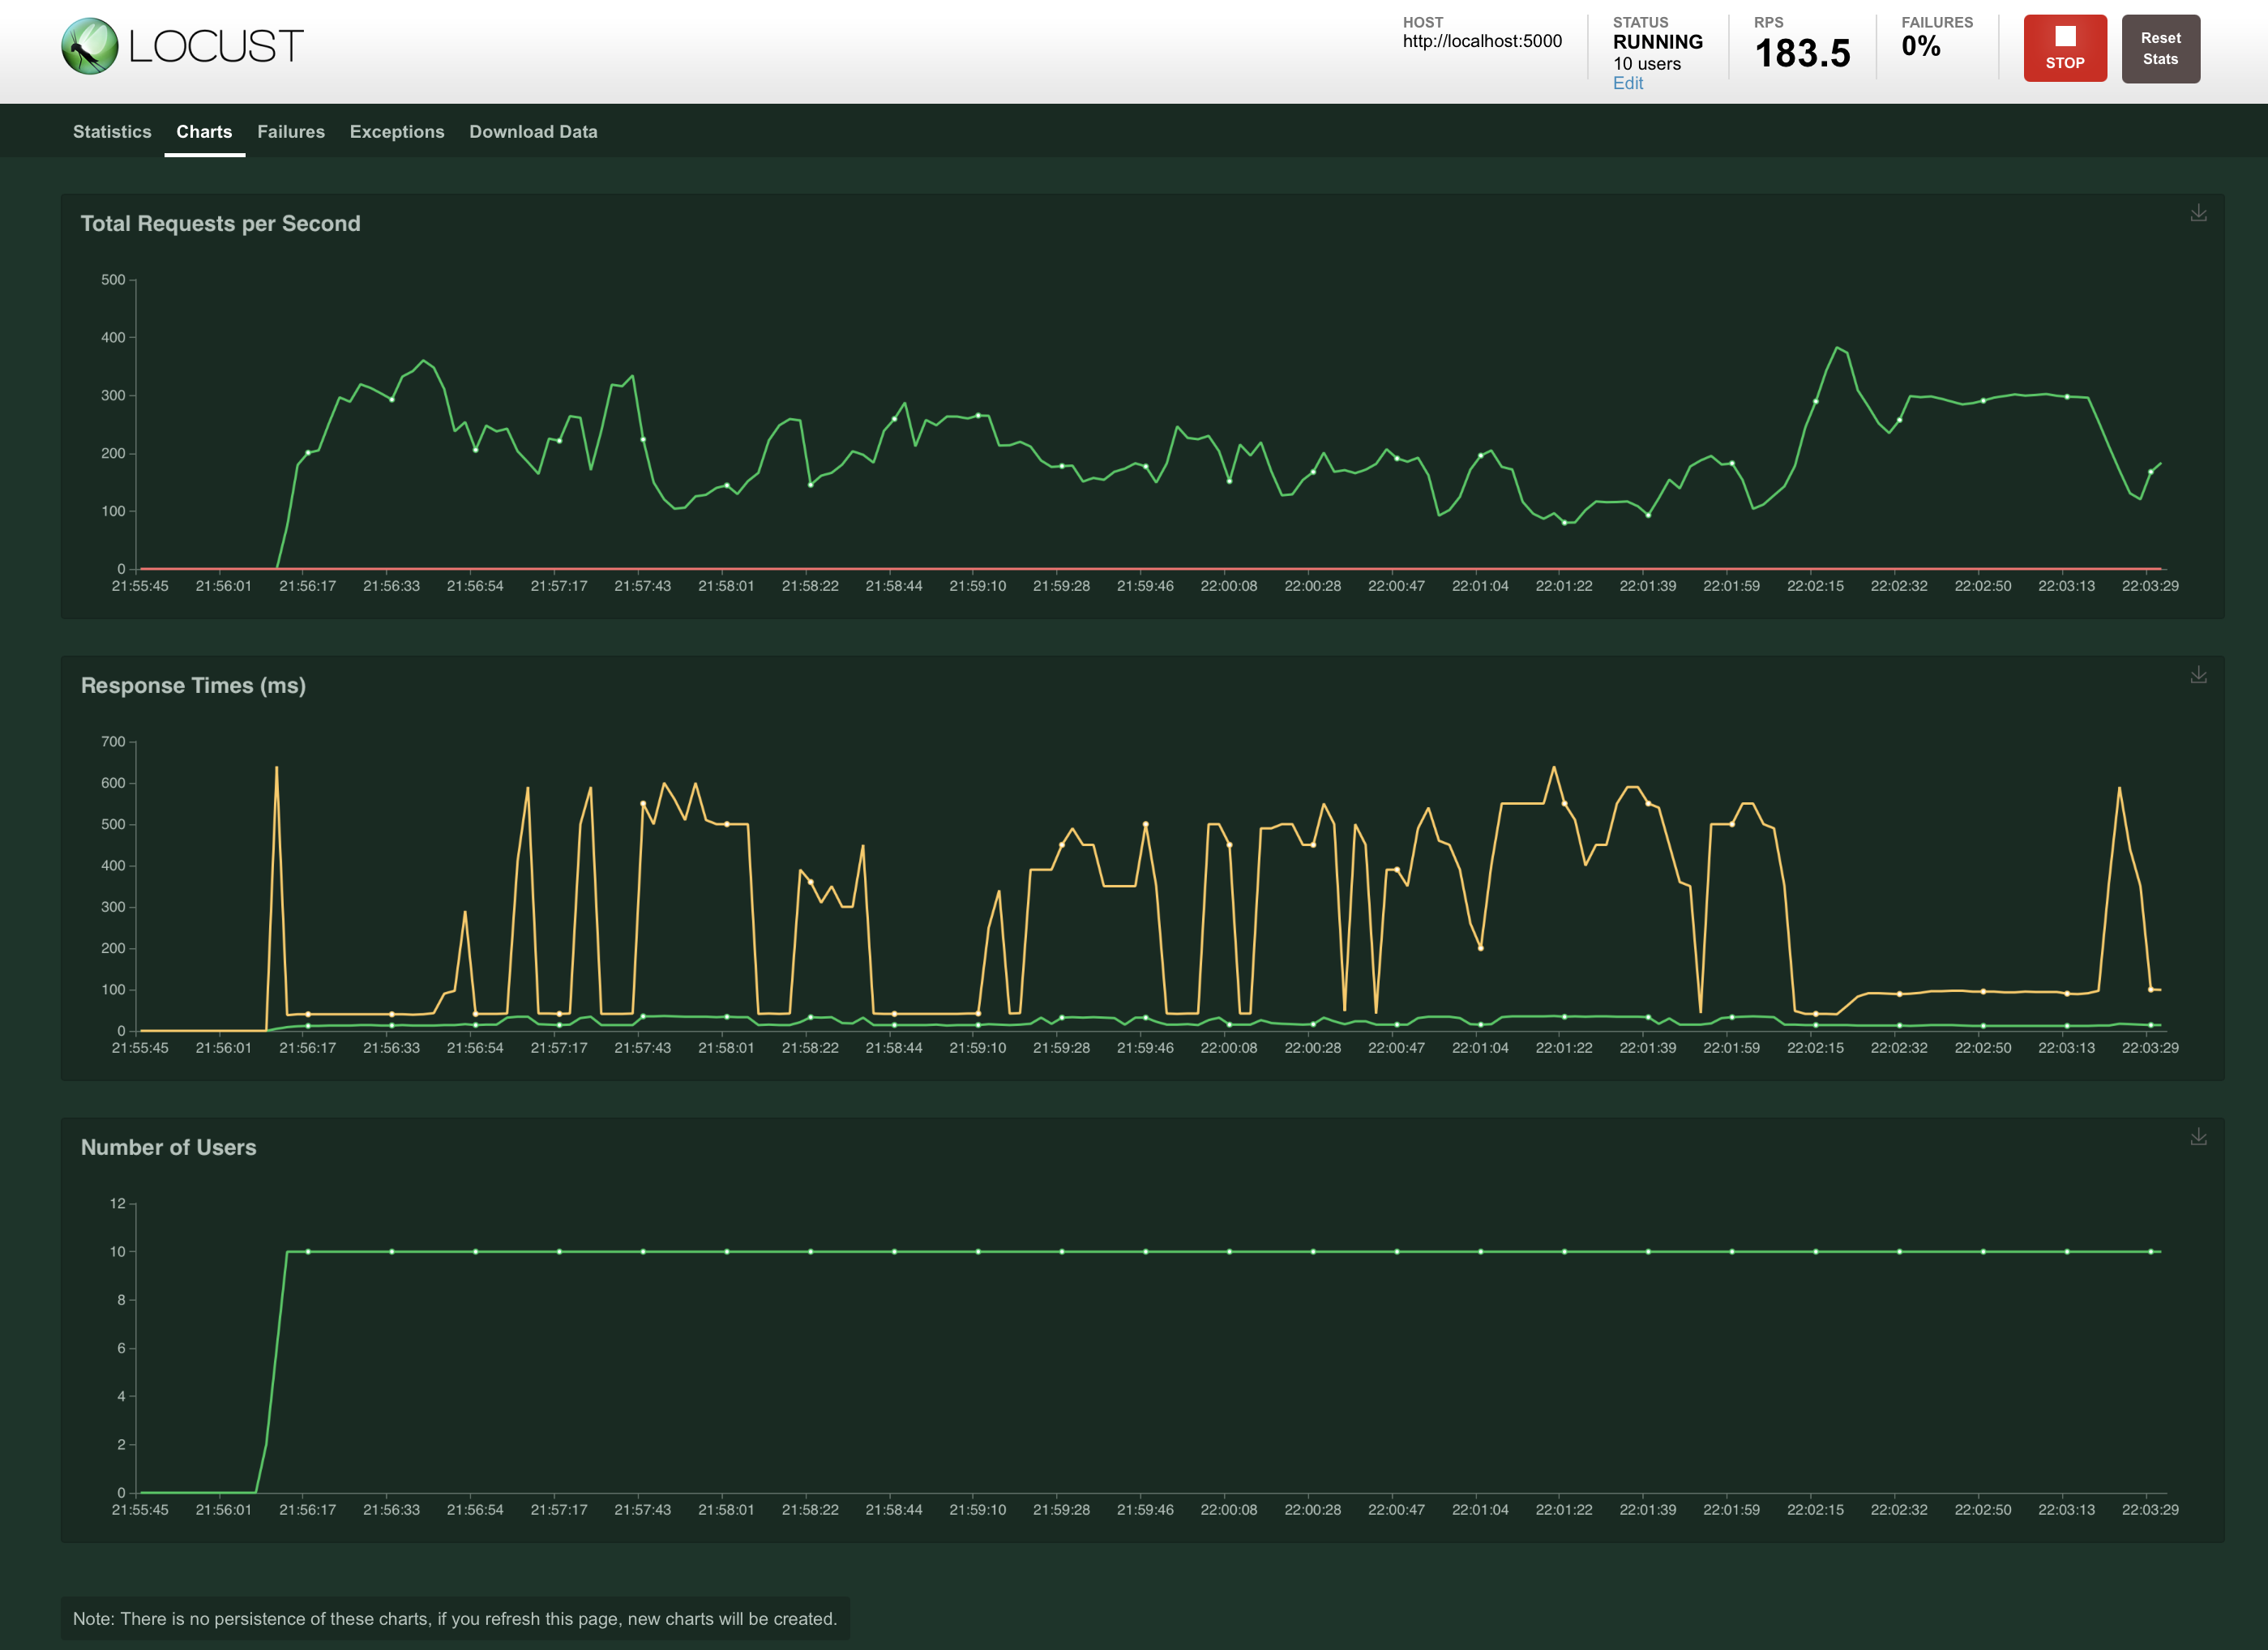 LOCUST
HOST
http://localhost:5000
STATUS
RUNNING
10 users
Edit
RPS
183.5
FAILURES
0%
STOP
Reset
Stats
Statistics Charts Failures Exceptions Download Data
Total Requests per Second
500
400
300
200
100
0
21:55:45 21:56:01 21:56:17 21:56:33 21:56:54 21:57:17 21:57:43 21:58:01 21:58:22 21:58:44 21:59:10 21:59:28 21:59:46 22:00:08 22:00:28 22:00:47 22:01:04 22:01:22 22:01:39 22:01:59 22:02:15 22:02:32 22:02:50 22:03:13 22:03:29
Response Times (ms)
700
600
500
400
300
200
100
0
21:55:45 21:56:01 21:56:17 21:56:33 21:56:54 21:57:17 21:57:43 21:58:01 21:58:22 21:58:44 21:59:10 21:59:28 21:59:46 22:00:08 22:00:28 22:00:47 22:01:04 22:01:22 22:01:39 22:01:59 22:02:15 22:02:32 22:02:50 22:03:13 22:03:29
Number of Users
12
10
8
6
4
2
0
21:55:45 21:56:01 21:56:17 21:56:33 21:56:54 21:57:17 21:57:43 21:58:01 21:58:22 21:58:44 21:59:10 21:59:28 21:59:46 22:00:08 22:00:28 22:00:47 22:01:04 22:01:22 22:01:39 22:01:59 22:02:15 22:02:32 22:02:50 22:03:13 22:03:29
Note: There is no persistence of these charts, if you refresh this page, new charts will be created.